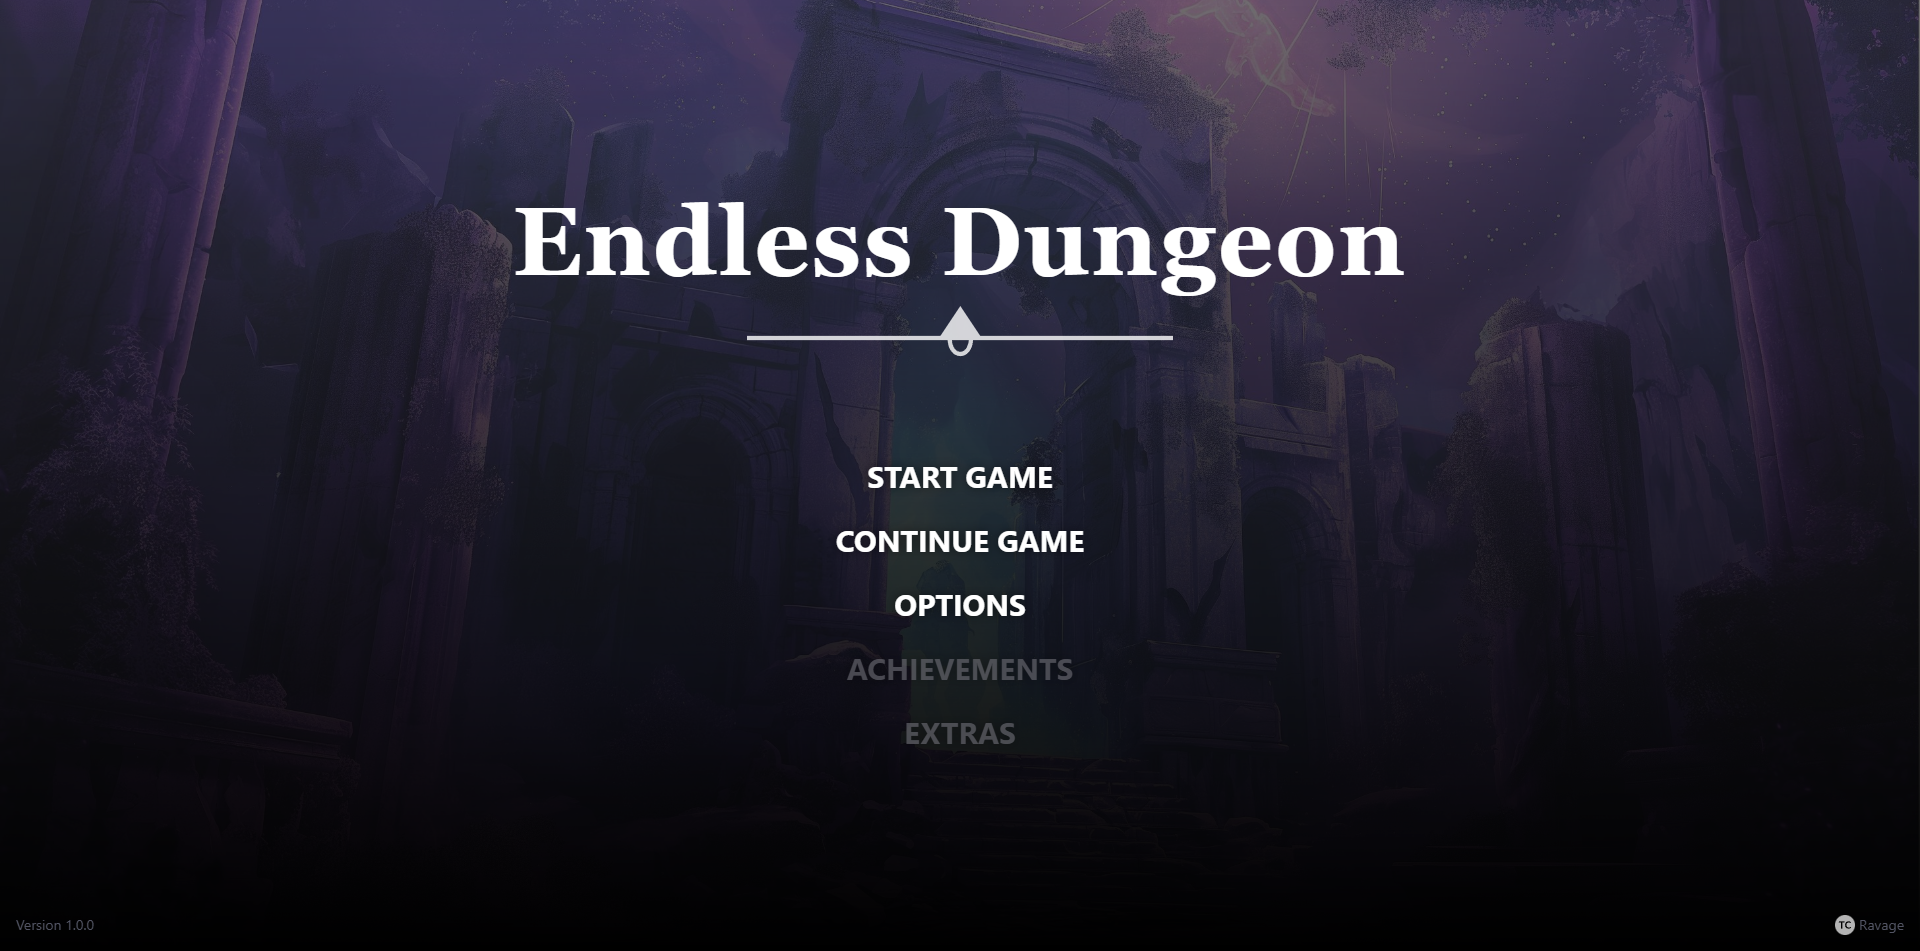 Endless Dungeon
START GAME
CONTINUE GAME
OPTIONS
ACHIEVEMENTS
EXTRAS
Version 1.0.0
TC Ravage